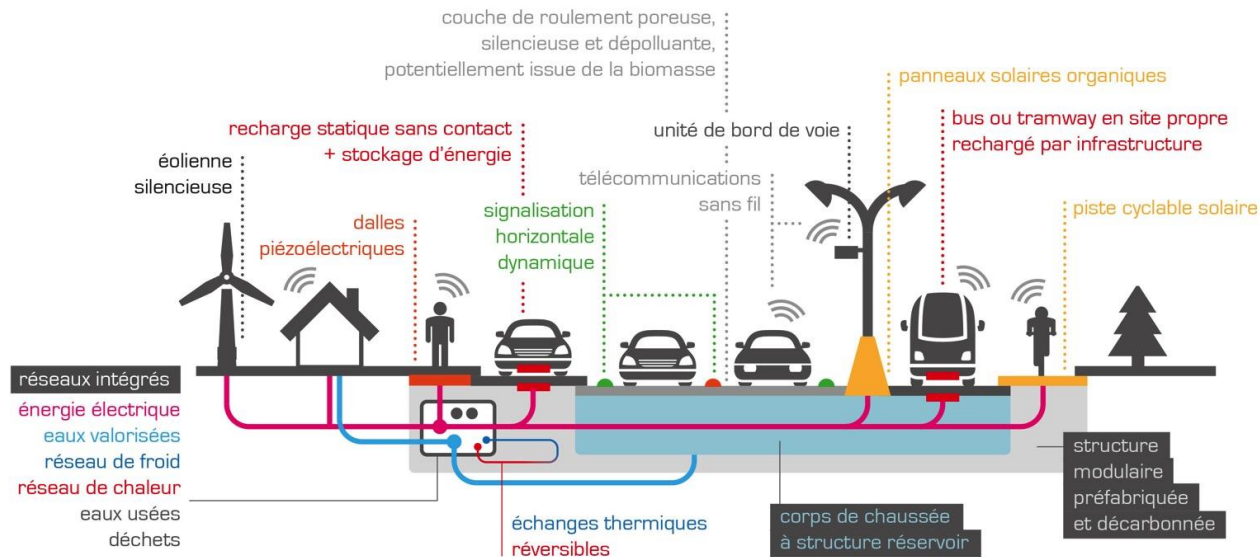 couche de roulement poreuse,
silencieuse et dépolluante,
potentiellement issue de la biomasse
panneaux solaires organiques
recharge statique sans contact
+ stockage d'énergie
unité de bord de voie
bus ou tramway en site propre
rechargé par infrastructure
éolienne
silencieuse
télécommunications
sans fil
dalles
piézoélectriques
signalisation
horizontale
dynamique
piste cyclable solaire
réseaux intégrés
énergie électrique
eaux valorisées
réseau de froid
réseau de chaleur
eaux usées
déchets
échanges thermiques
réversibles
corps de chaussée
à structure réservoir
structure
modulaire
préfabriquée
et décarbonnée